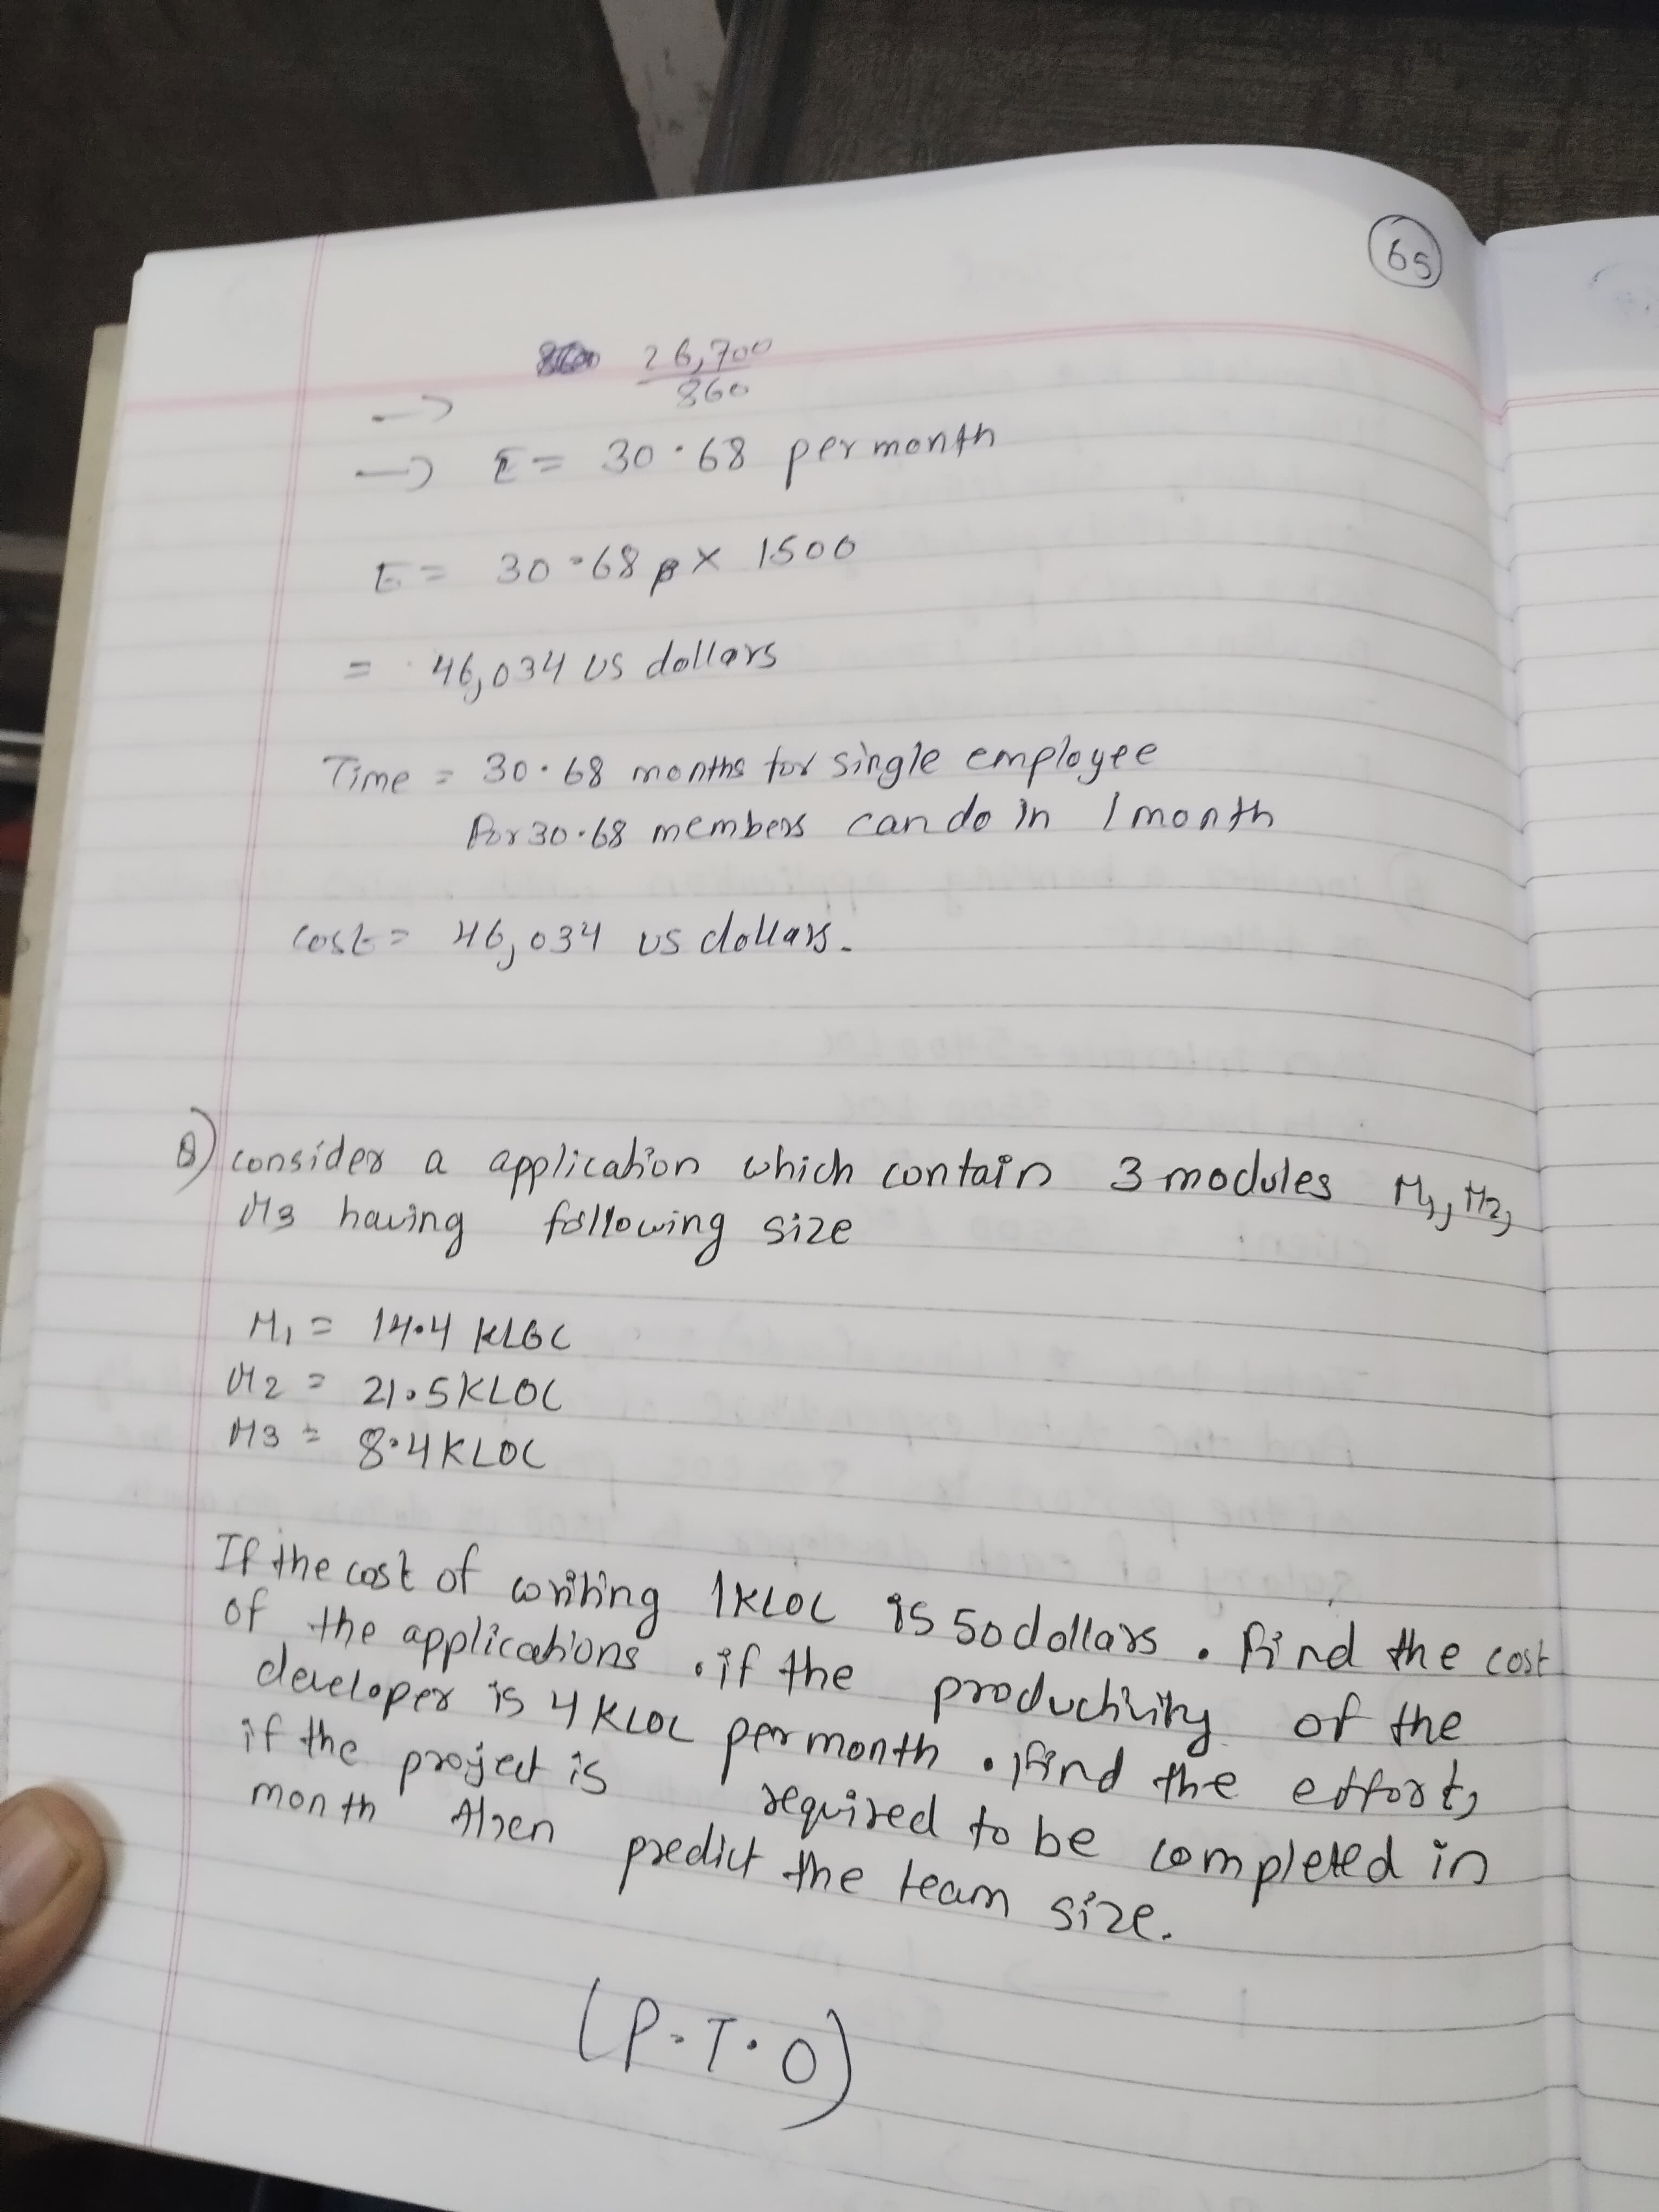 65
26,700
860
→
→ E = 30.68 per month
E = 30.68 × 1500
= 46,034 US dollars
Time = 30.68 months for single employee
For 30.68 members can do in 1 month
cost = 46,034 US dollars.
Q) consider a application which contain 3 modules M1, M2,
M3 having following size
M1 = 14.4 KLOC
M2 = 21.5 KLOC
M3 = 8.4 KLOC
If the cost of writing 1KLOC is 50 dollars. Find the cost
of the applications. if the productivity of the
developer is 4 KLOC per month. Find the effort,
if the project is required to be completed in
month then predict the team size.
(P.T.O)